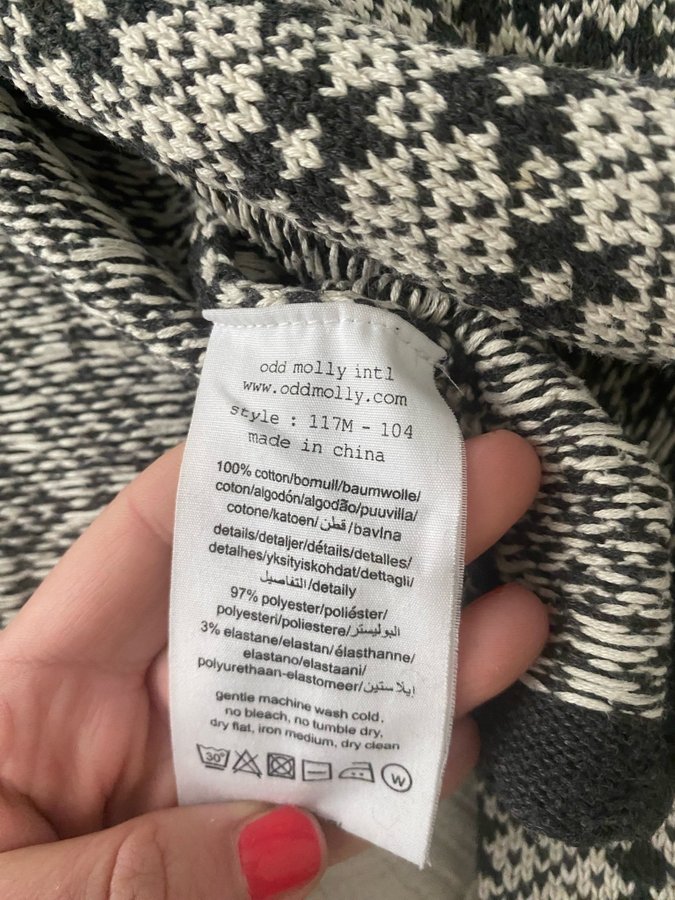 odd molly intl
www.oddmolly.com
style : 117M - 104
made in china
100% cotton/bomull/baumwolle/
coton/algodón/algodão/puuvilla/
cotone/katoen/قطن/bavlna
details/detaljer/détails/detalles/
detalhes/yksityiskohdat/dettagli/
التفاصيل/detaily
97% polyester/poliéster/
polyesteri/poliestere/البوليستر
3% elastane/elastan/élasthanne/
elastano/elastaani/
polyurethan-elastomeer/إيلاستين
gentle machine wash cold,
no bleach, no tumble dry,
dry flat, iron medium, dry clean
30° W